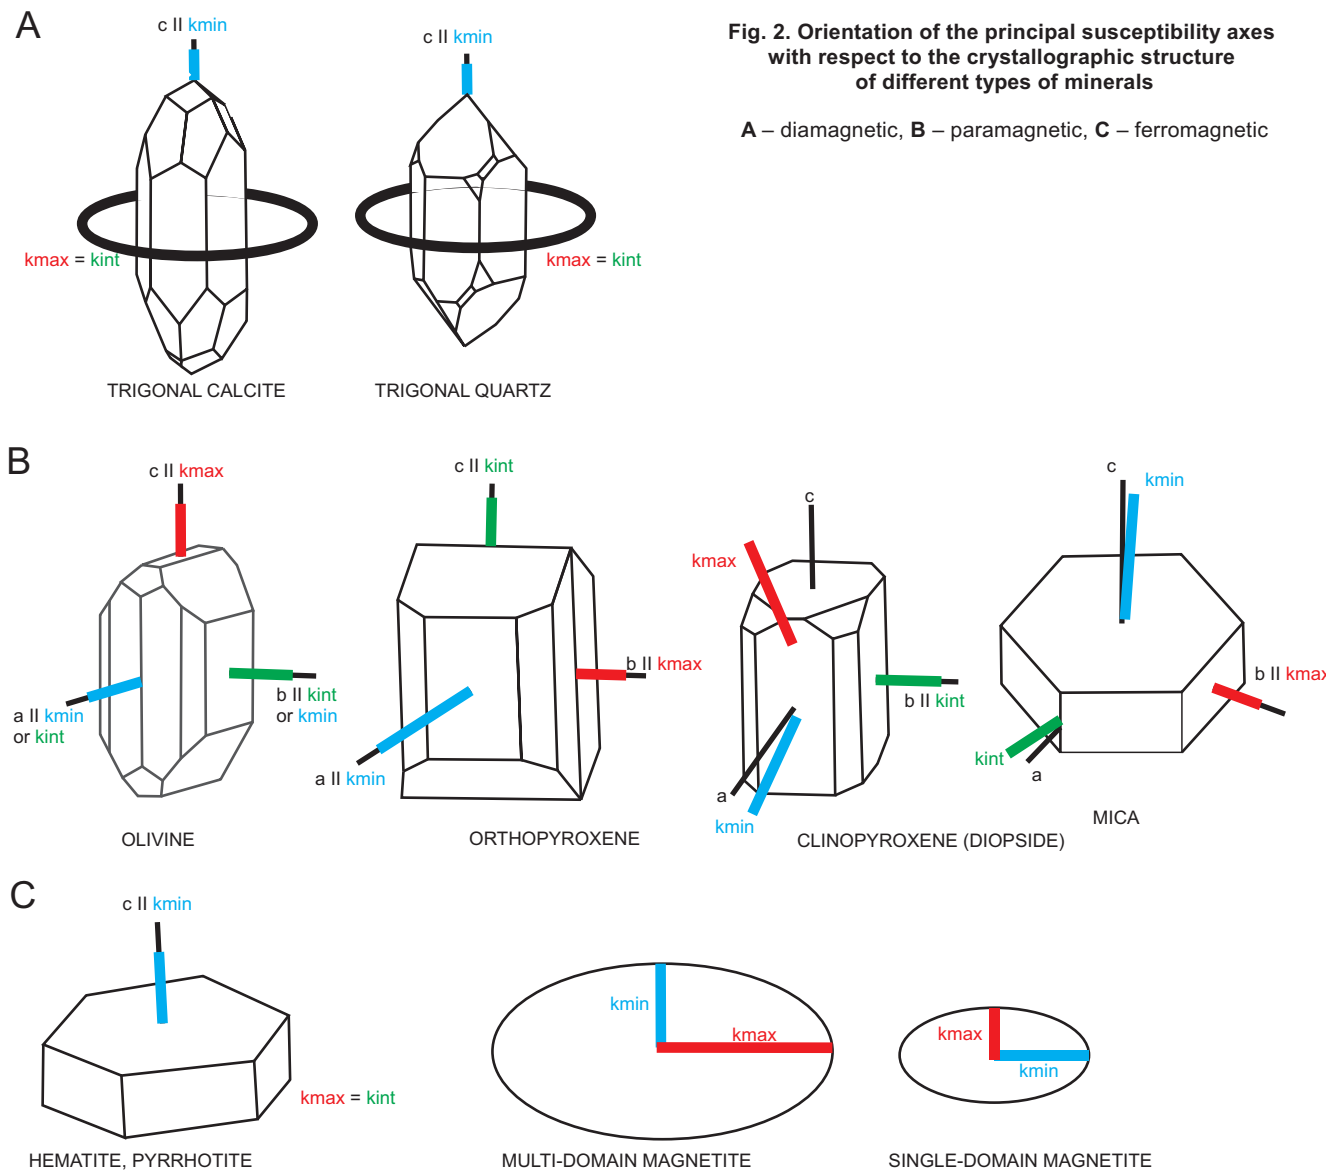 A
c II kmin
c II kmin
Fig. 2. Orientation of the principal susceptibility axes
with respect to the crystallographic structure
of different types of minerals
A – diamagnetic, B – paramagnetic, C – ferromagnetic
kmax = kint
kmax = kint
TRIGONAL CALCITE
TRIGONAL QUARTZ
B
c II kmax
c II kint
c
kmax
c
kmin
a II kmin
or kint
b II kint
or kmin
a II kmin
b II kmax
b II kint
a
kmin
b II kmax
kint
a
OLIVINE
ORTHOPYROXENE
CLINOPYROXENE (DIOPSIDE)
MICA
C
c II kmin
kmax = kint
kmin
kmax
kmax
kmin
HEMATITE, PYRRHOTITE
MULTI-DOMAIN MAGNETITE
SINGLE-DOMAIN MAGNETITE